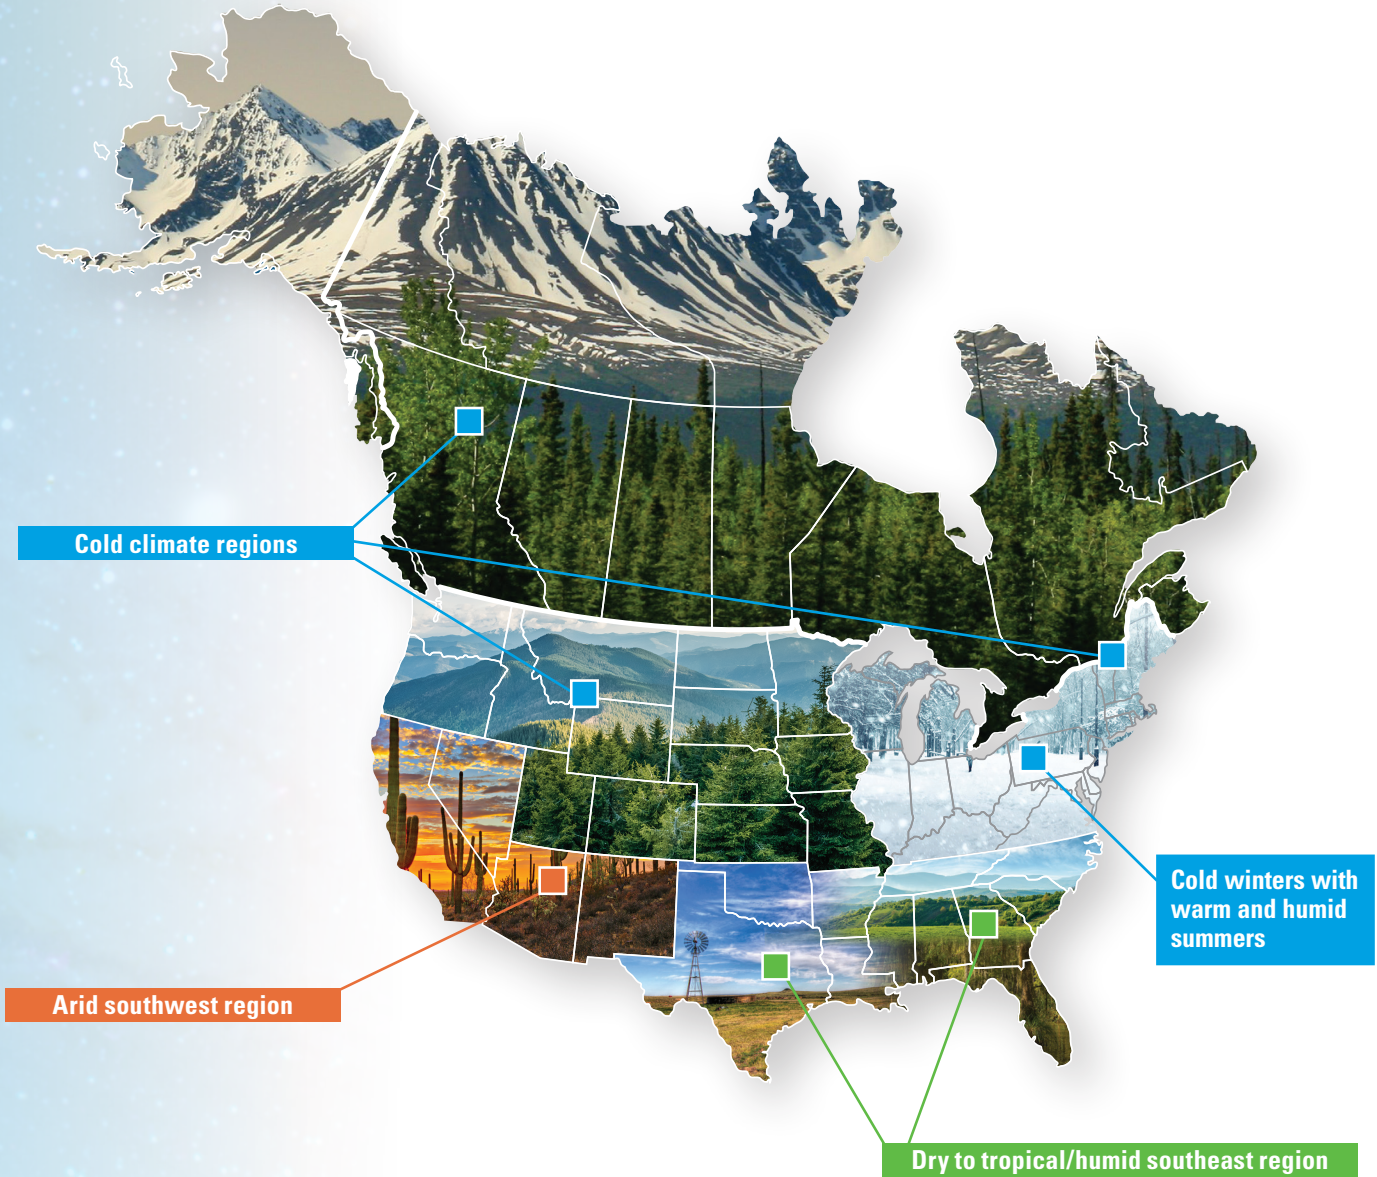 Cold climate regions
Cold winters with
warm and humid
summers
Arid southwest region
Dry to tropical/humid southeast region